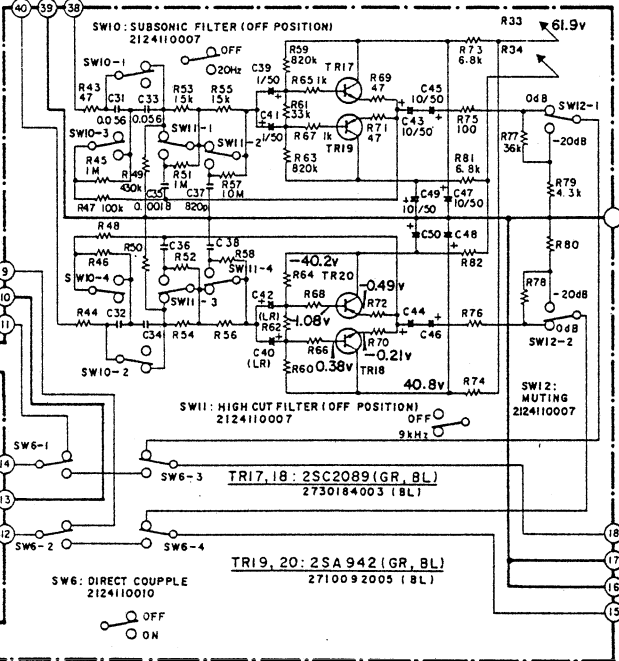 40 39 38
SW10: SUBSONIC FILTER (OFF POSITION)
2124110007
R33
61.9v
SW10-1
OFF
20Hz
C39
1/50
R59
820k
TR17
R73
6.8k
R34
R43
47
C31
0.056
C33
0.056
R53
15k
R55
15k
R65 1k
R69
47
C45
10/50
0dB
SW12-1
SW10-3
SW11-1
SW11-2
C41
1/50
R61
33k
R67 1k
TR19
R71
47
C43
10/50
R75
100
R77
36k
-20dB
R45
1M
R49
430k
R51
1M
R57
10M
R63
820k
R81
6.8k
R79
4.3k
R47 100k
C35
0.0018
C37
820p
C49
10/50
C47
10/50
R48
R50
C36
C38
C50
C48
R80
R46
R52
R58
-40.2v
R64
TR20
R82
9
SW10-4
SW11-3
SW11-4
-0.49v
R78
-20dB
10
C42
(LR)
R68
R72
C44
11
R44
C32
C34
R54
R56
R62
-1.08v
C46
R76
0dB
SW12-2
C40
(LR)
R66
R70
-0.21v
SW10-2
R60
0.38v
TR18
40.8v
R74
SW11: HIGH CUT FILTER (OFF POSITION)
2124110007
OFF
9kHz
SW12:
MUTING
2124110007
SW6-1
14
SW6-3
TR17, 18: 2SC2089 (GR, BL)
2730184003 (BL)
13
12
SW6-2
SW6-4
18
TR19, 20: 2SA942 (GR, BL)
2710092005 (BL)
17
16
15
SW6: DIRECT COUPPLE
2124110010
OFF
ON